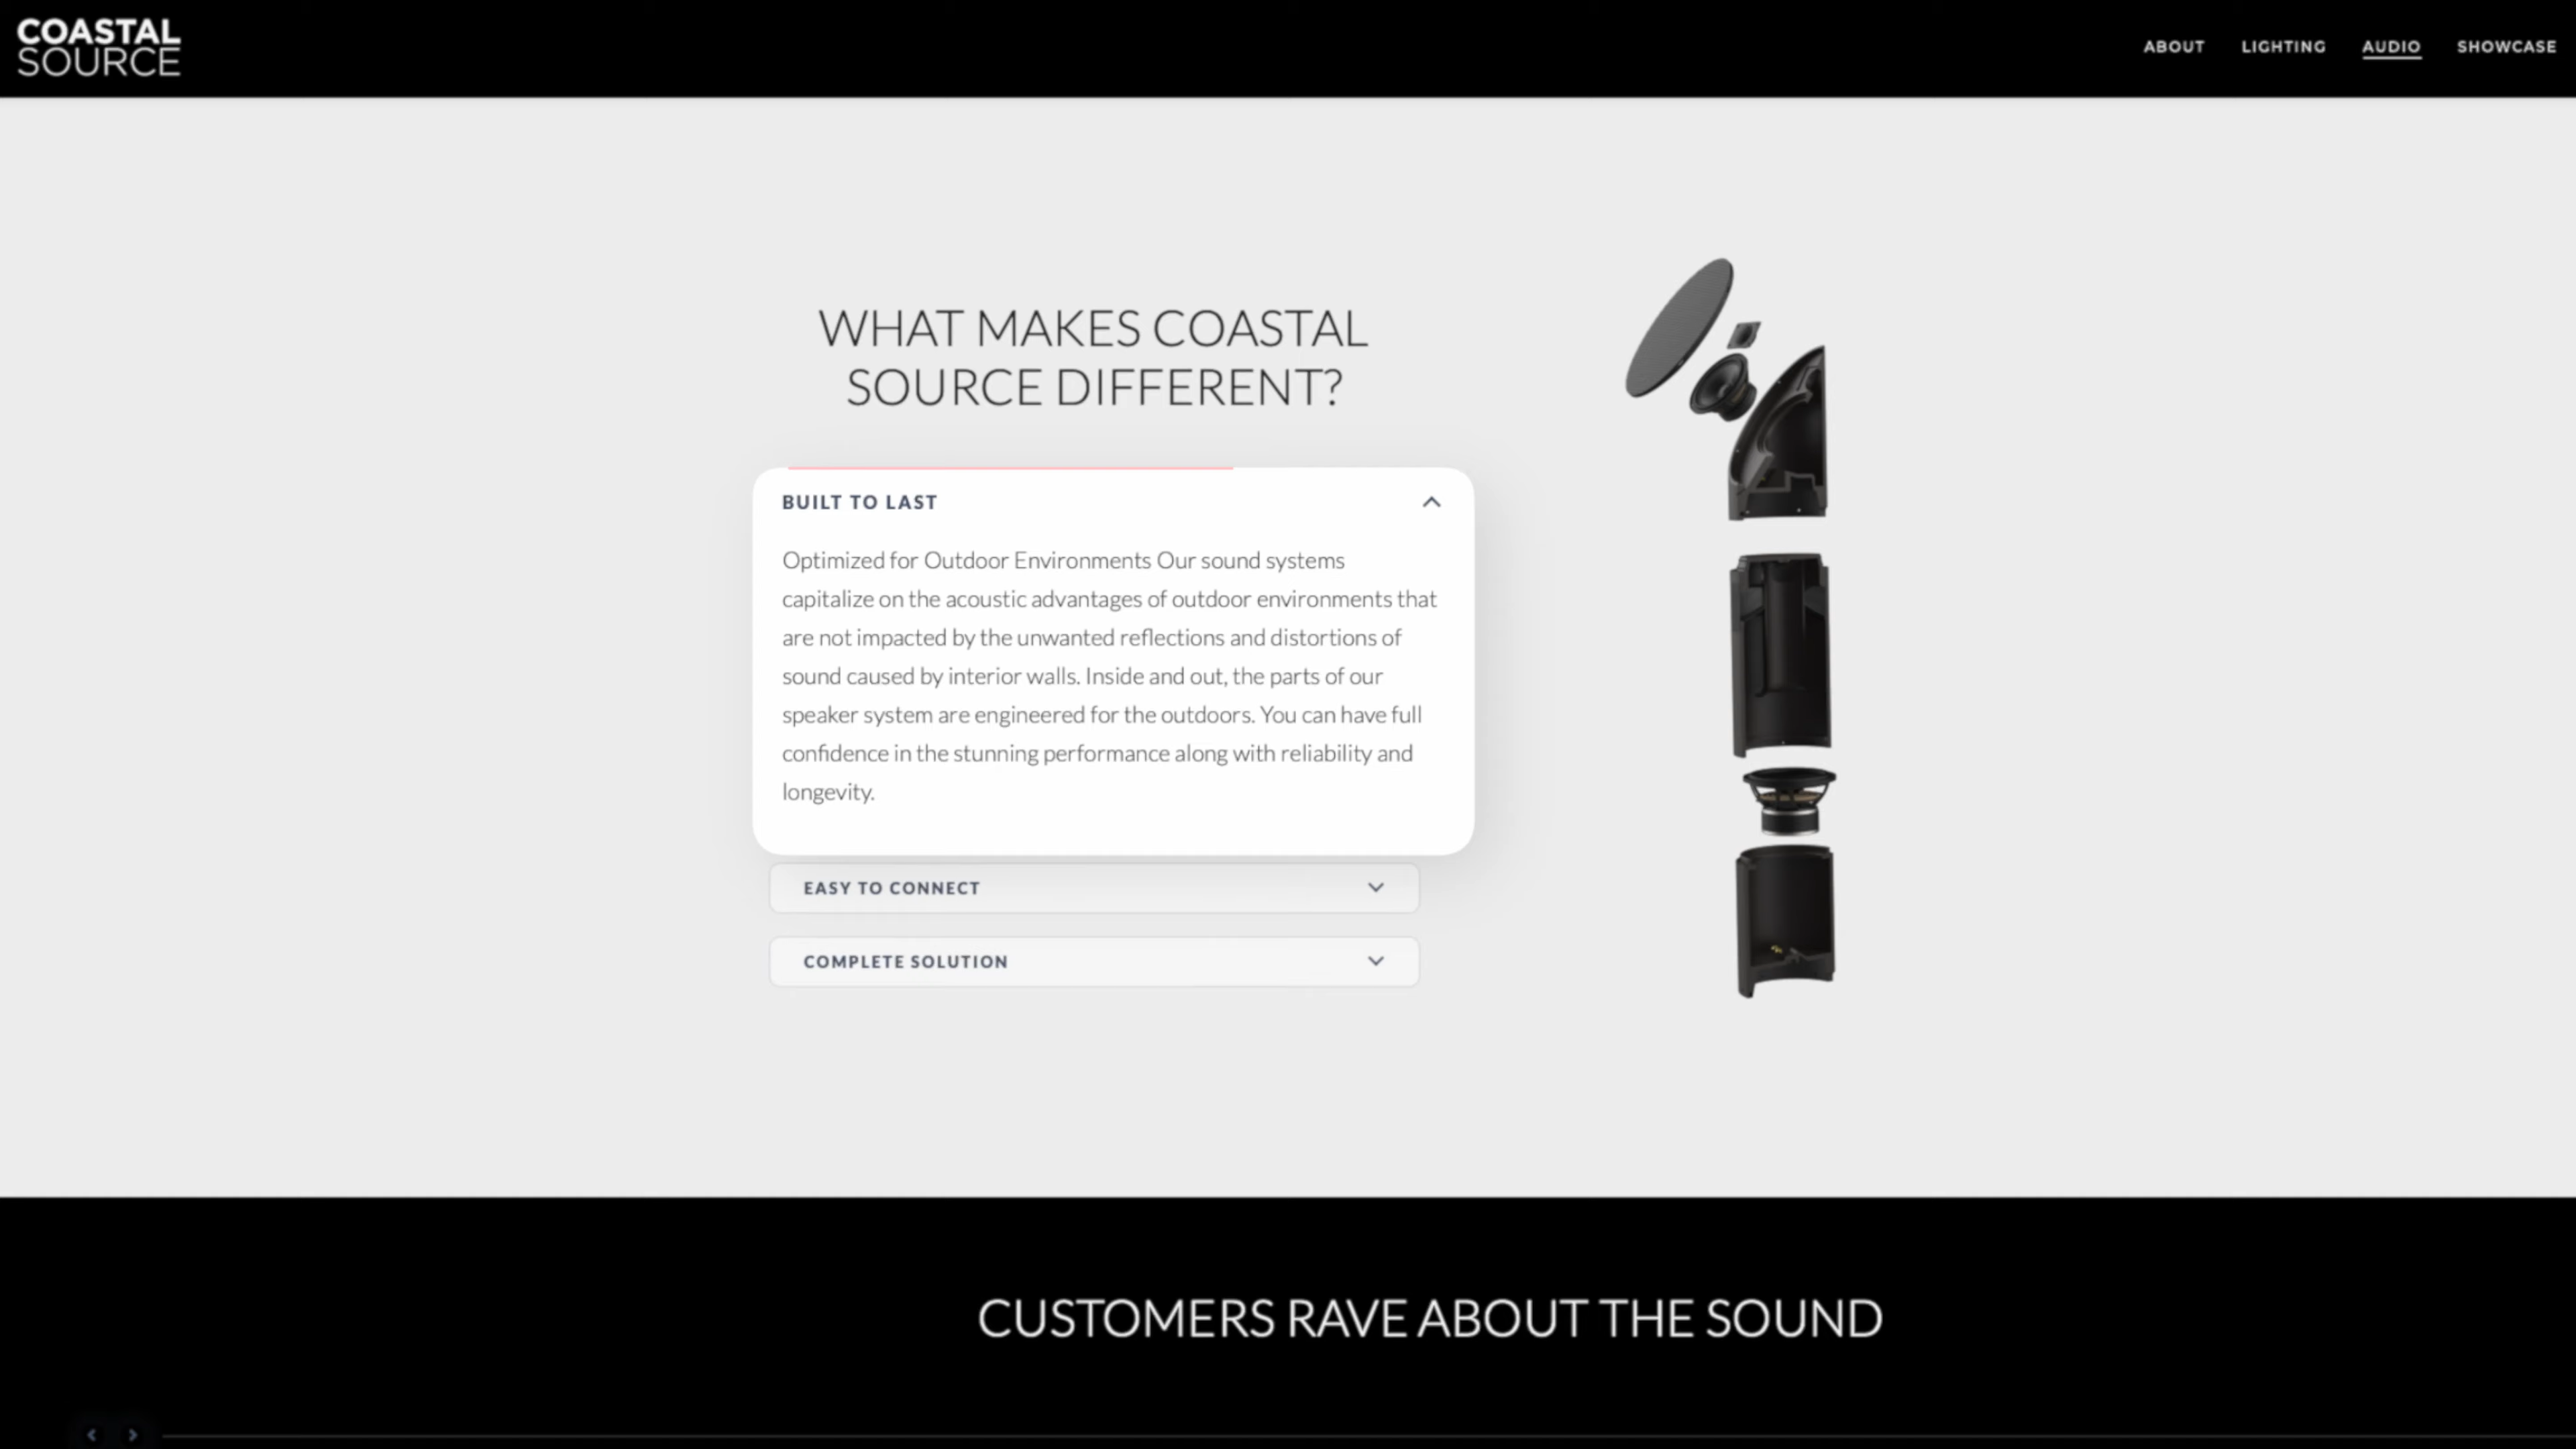 COASTAL
SOURCE
ABOUT LIGHTING AUDIO SHOWCASE
WHAT MAKES COASTAL
SOURCE DIFFERENT?
BUILT TO LAST
Optimized for Outdoor Environments Our sound systems
capitalize on the acoustic advantages of outdoor environments that
are not impacted by the unwanted reflections and distortions of
sound caused by interior walls. Inside and out, the parts of our
speaker system are engineered for the outdoors. You can have full
confidence in the stunning performance along with reliability and
longevity.
EASY TO CONNECT
COMPLETE SOLUTION
CUSTOMERS RAVE ABOUT THE SOUND